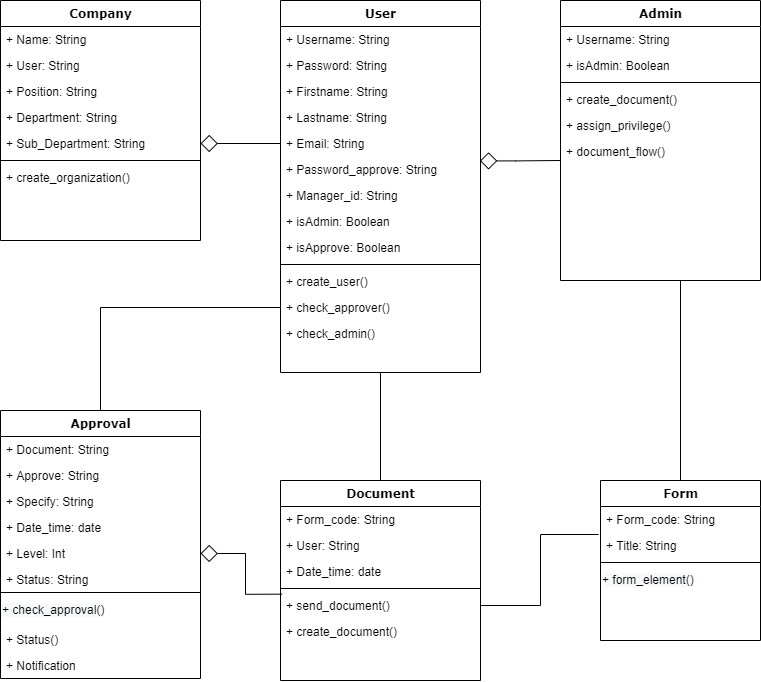 Company
+ Name: String
+ User: String
+ Position: String
+ Department: String
+ Sub_Department: String
+ create_organization()
User
+ Username: String
+ Password: String
+ Firstname: String
+ Lastname: String
+ Email: String
+ Password_approve: String
+ Manager_id: String
+ isAdmin: Boolean
+ isApprove: Boolean
+ create_user()
+ check_approver()
+ check_admin()
Admin
+ Username: String
+ isAdmin: Boolean
+ create_document()
+ assign_privilege()
+ document_flow()
Approval
+ Document: String
+ Approve: String
+ Specify: String
+ Date_time: date
+ Level: Int
+ Status: String
+ check_approval()
+ Status()
+ Notification
Document
+ Form_code: String
+ User: String
+ Date_time: date
+ send_document()
+ create_document()
Form
+ Form_code: String
+ Title: String
+ form_element()